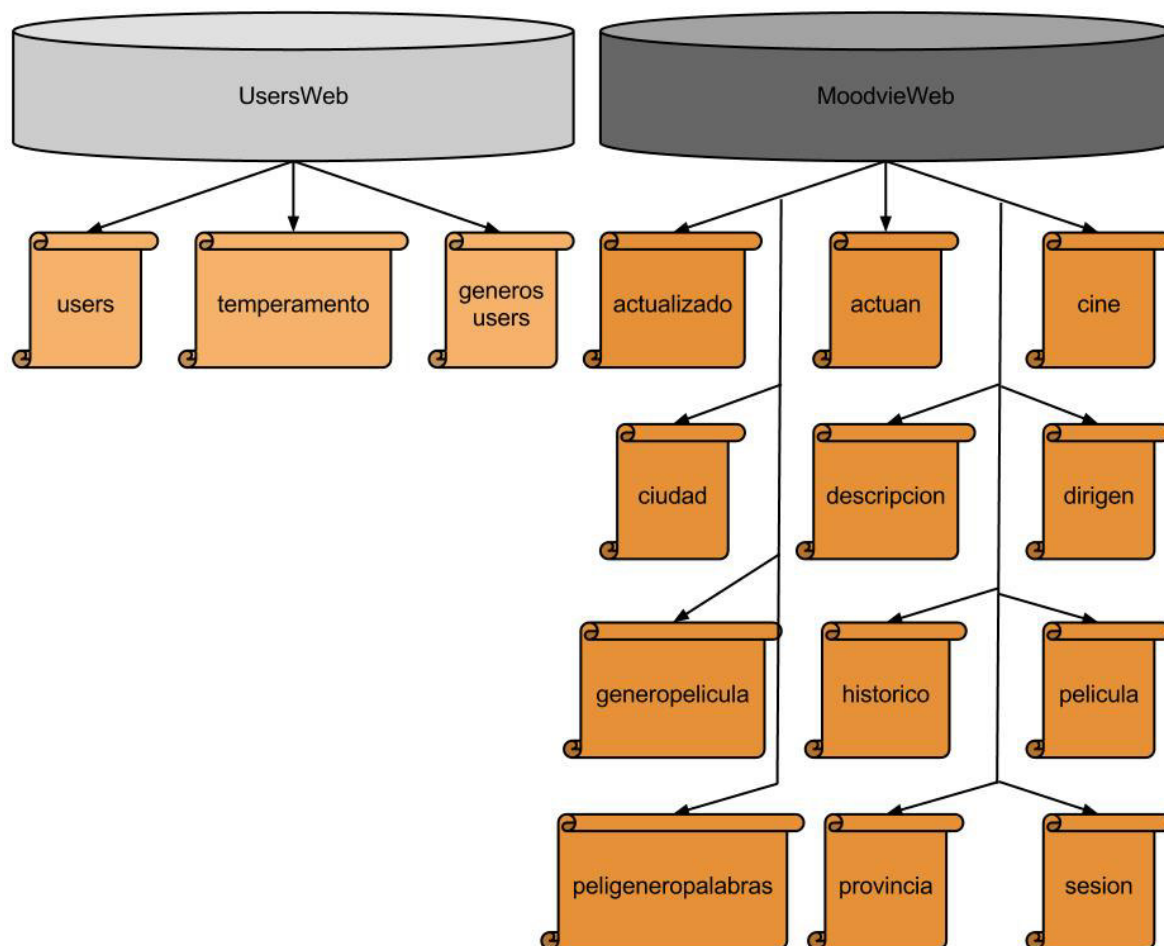 UsersWeb
MoodvieWeb
users
temperamento
generos
users
actualizado
actuan
cine
ciudad
descripcion
dirigen
generopelicula
historico
pelicula
peligeneropalabras
provincia
sesion